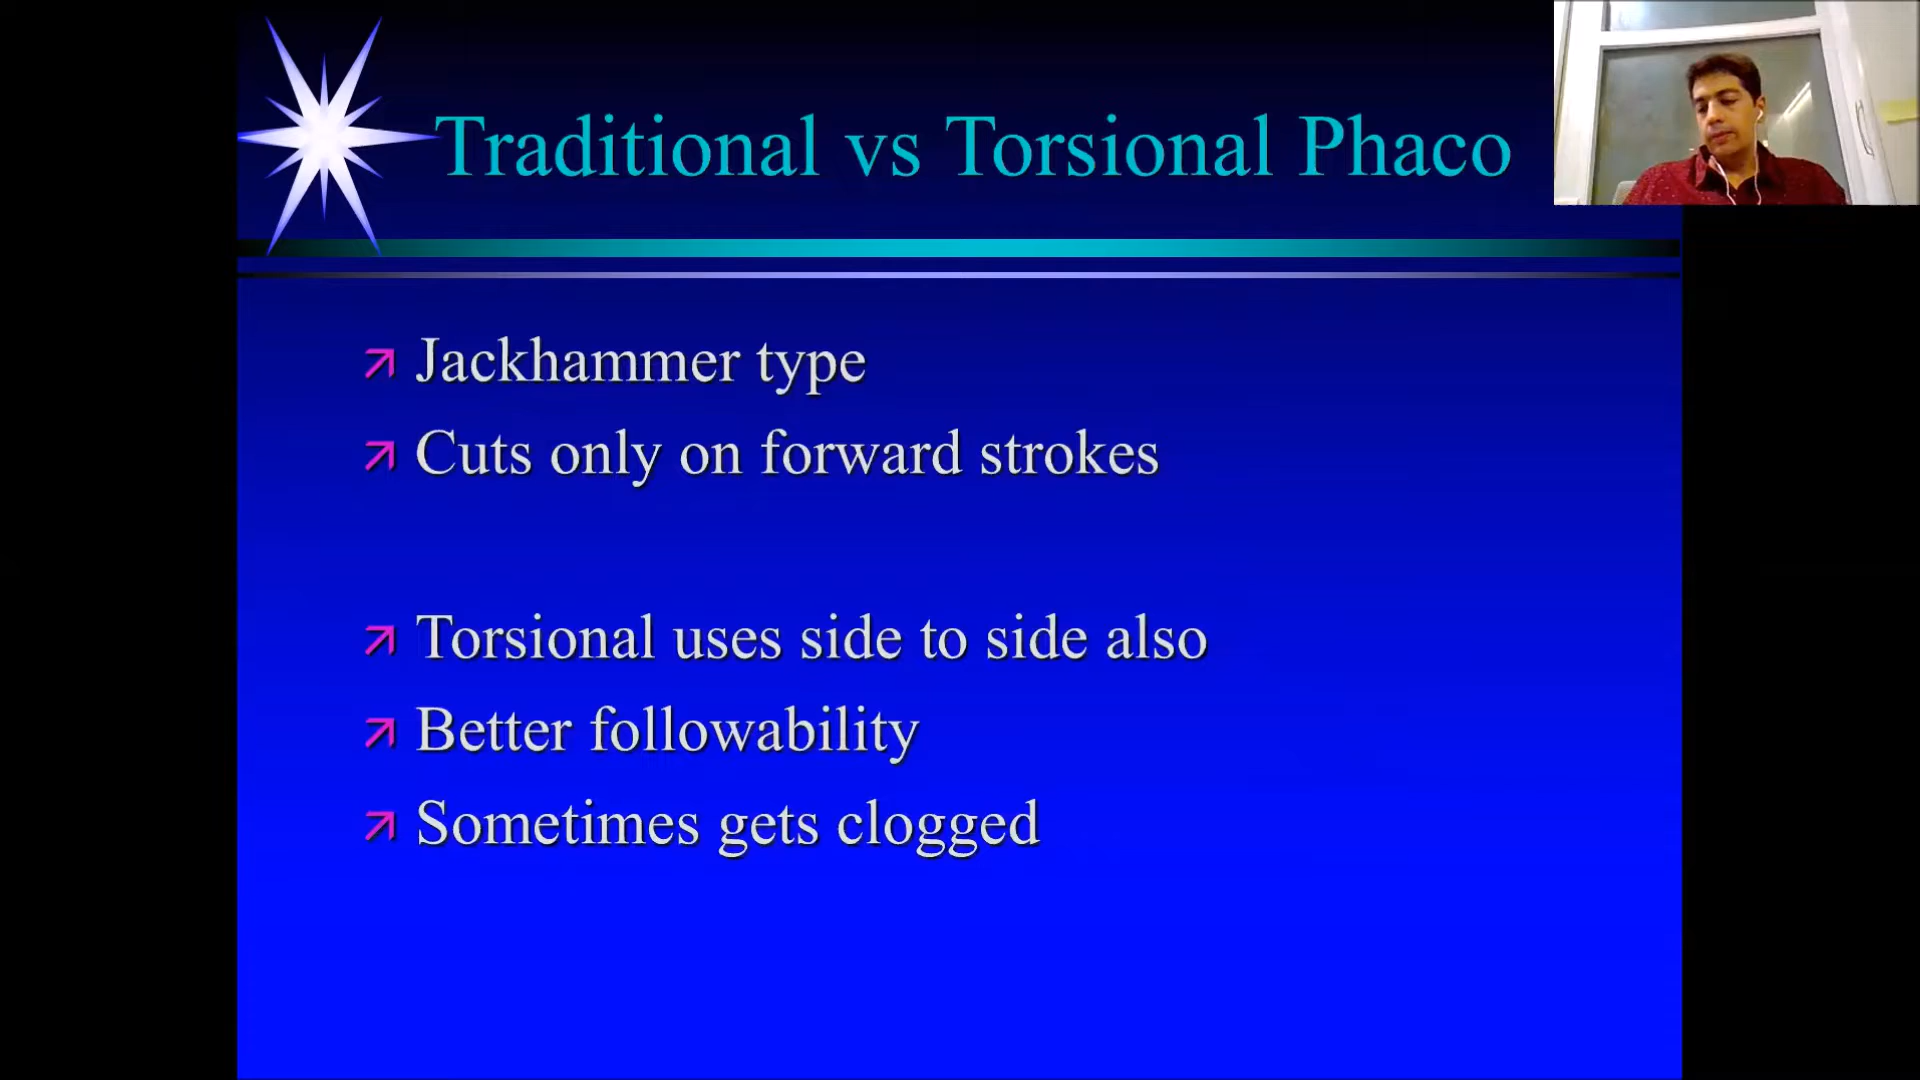 Traditional vs Torsional Phaco
Jackhammer type
Cuts only on forward strokes
Torsional uses side to side also
Better followability
Sometimes gets clogged